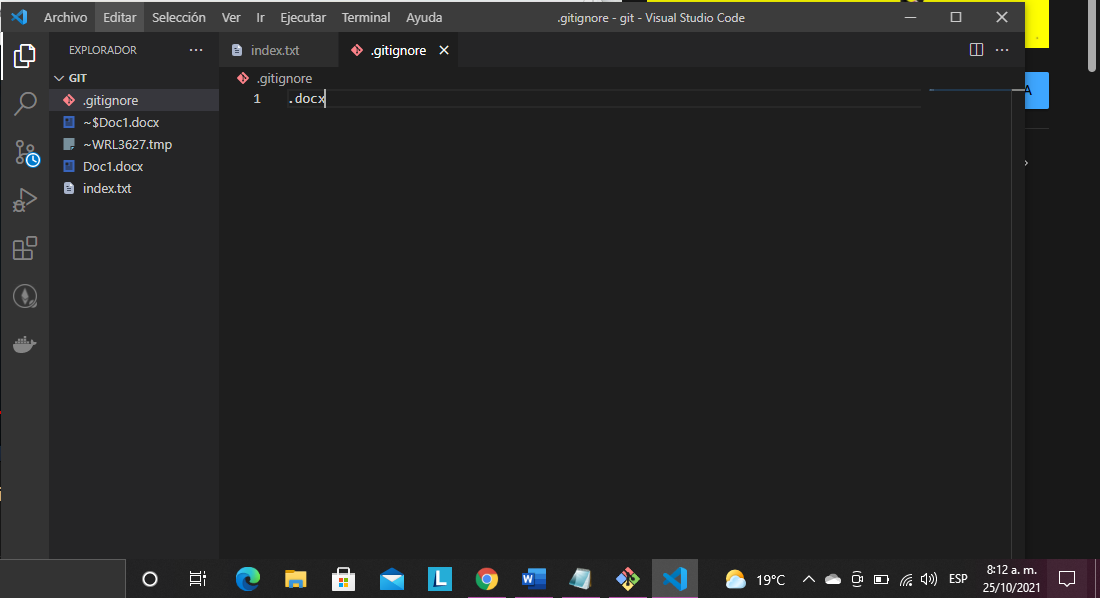 Archivo Editar Selección Ver Ir Ejecutar Terminal Ayuda .gitignore - git - Visual Studio Code
EXPLORADOR ··· index.txt .gitignore
GIT .gitignore
.gitignore 1 .docx
~$Doc1.docx
~WRL3627.tmp
Doc1.docx
index.txt
19°C ESP 8:12 a. m.
25/10/2021